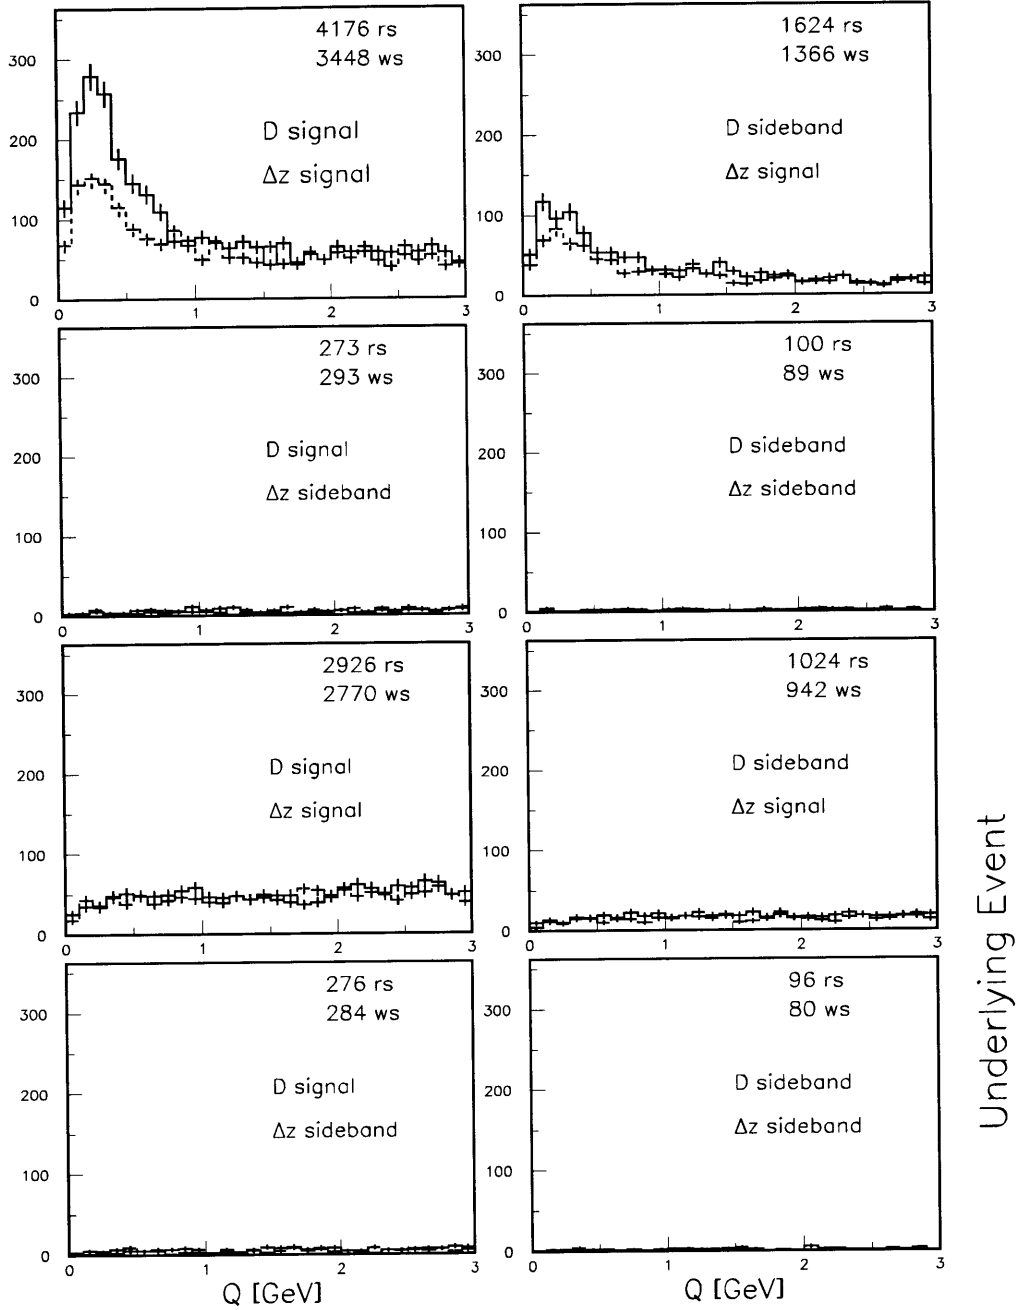 4176 rs
3448 ws
D signal
Δz signal
300
200
100
0
0 1 2 3
1624 rs
1366 ws
D sideband
Δz signal
300
200
100
0
0 1 2 3
273 rs
293 ws
D signal
Δz sideband
300
200
100
0
0 1 2 3
100 rs
89 ws
D sideband
Δz sideband
300
200
100
0
0 1 2 3
2926 rs
2770 ws
D signal
Δz signal
300
200
100
0
0 1 2 3
1024 rs
942 ws
D sideband
Δz signal
300
200
100
0
0 1 2 3
276 rs
284 ws
D signal
Δz sideband
300
200
100
0
0 1 2 3
Q [GeV]
96 rs
80 ws
D sideband
Δz sideband
300
200
100
0
0 1 2 3
Q [GeV]
Underlying Event